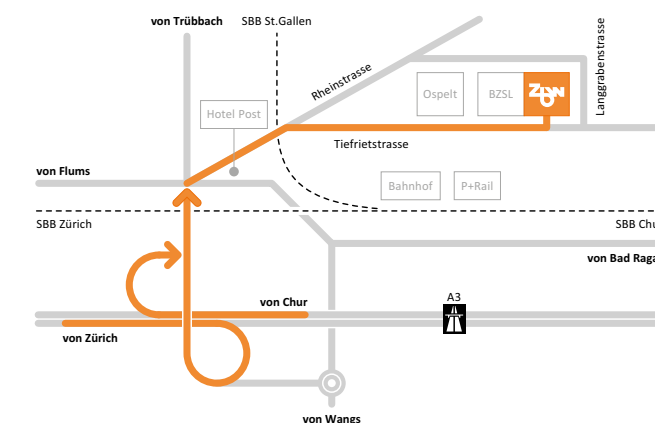 von Trübbach
SBB St.Gallen
Langgrabenstrasse
Rheinstrasse
Ospelt
BZSL
Hotel Post
Tiefrietstrasse
von Flums
Bahnhof
P+Rail
SBB Zürich
SBB Chu
von Bad Raga
A3
von Chur
von Zürich
von Wangs